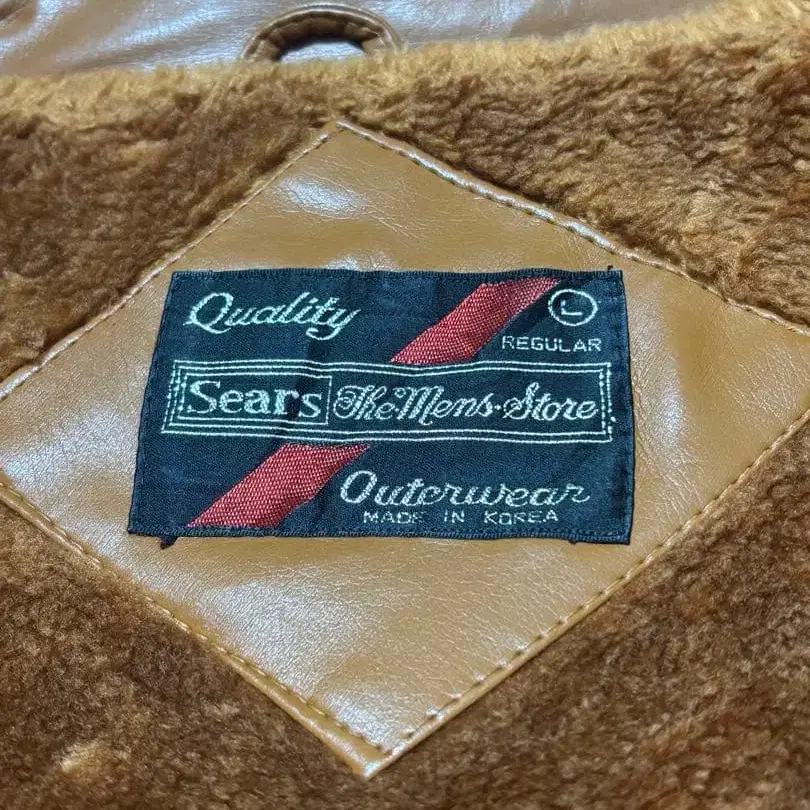 Quality
L
REGULAR
Sears The Mens Store
Outerwear
MADE IN KOREA